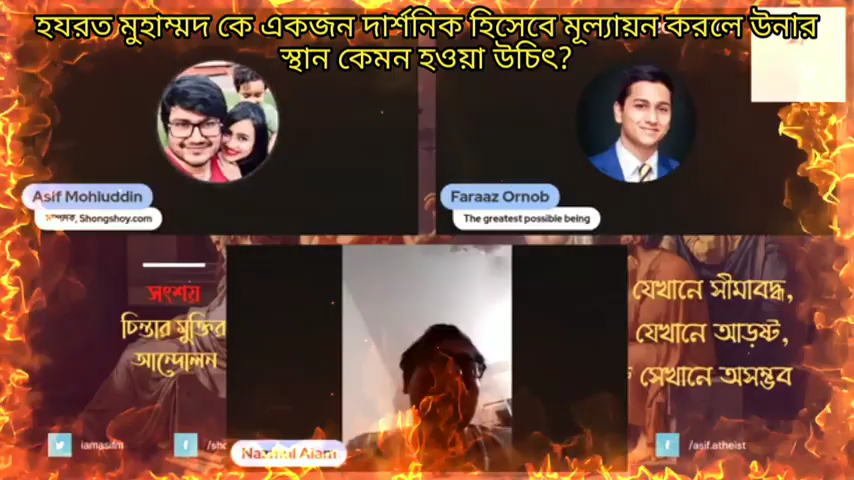 হযরত মুহাম্মদ কে একজন দার্শনিক হিসেবে মূল্যায়ন করলে উনার
স্থান কেমন হওয়া উচিৎ?
Asif Mohiuddin
সম্পাদক, Shongshoy.com
Faraaz Ornob
The greatest possible being
সংশয়
চিন্তার মুক্তির
আন্দোলন
যেখানে সীমাবদ্ধ,
যেখানে আড়ষ্ট,
সেখানে অসম্ভব
iamasifm
Nazmul Alam
/asif.atheist